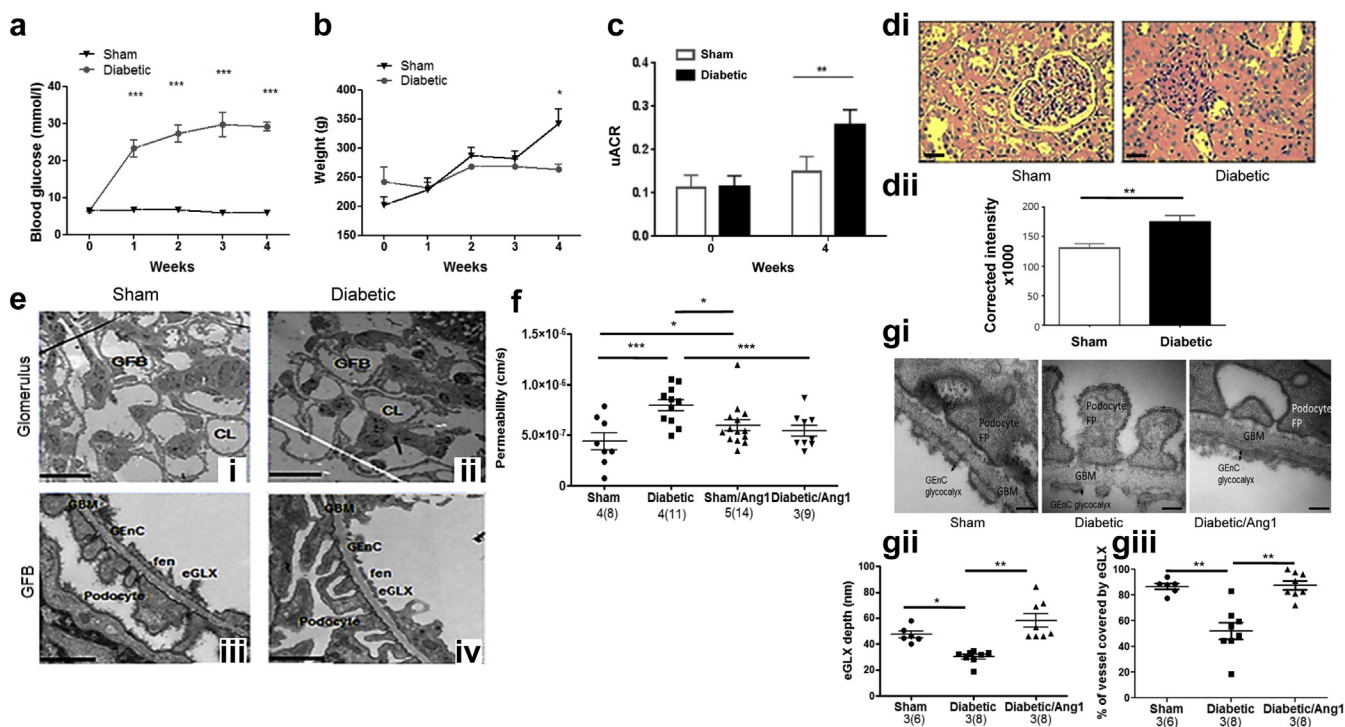 a
Sham
Diabetic
***
***
***
***
Blood glucose (mmol/l)
40
30
20
10
0
0 1 2 3 4
Weeks
b
Sham
Diabetic
*
Weight (g)
400
350
300
250
200
150
0 1 2 3 4
Weeks
c
Sham
Diabetic
**
uACR
0.4
0.3
0.2
0.1
0.0
0 4
Weeks
di
Sham
Diabetic
dii
**
Corrected intensity
x1000
200
150
100
50
0
Sham Diabetic
e
Sham
Diabetic
Glomerulus
GFB
CL
i
GFB
CL
ii
GFB
GBM
GEnC
fen
eGLX
Podocyte
iii
GBM
GEnC
fen
eGLX
Podocyte
iv
f
*
*
*** ***
Permeability (cm/s)
1.5×10-6
1.0×10-6
5.0×10-7
0
Sham Diabetic Sham/Ang1 Diabetic/Ang1
4(8) 4(11) 5(14) 3(9)
gi
Podocyte
FP
GEnC
glycocalyx
GBM
Podocyte
FP
GBM
GEnC glycocalyx
Podocyte
FP
GBM
GEnC
glycocalyx
Sham
Diabetic
Diabetic/Ang1
gii
**
*
eGLX depth (nm)
100
80
60
40
20
0
Sham Diabetic Diabetic/Ang1
3(6) 3(8) 3(8)
giii
** **
% of vessel covered by eGLX
100
80
60
40
20
0
Sham Diabetic Diabetic/Ang1
3(6) 3(8) 3(8)